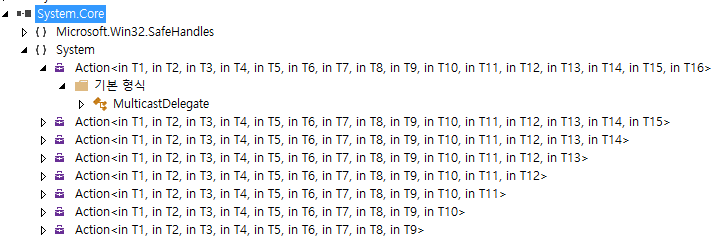 System.Core
{ } Microsoft.Win32.SafeHandles
{ } System
Action<in T1, in T2, in T3, in T4, in T5, in T6, in T7, in T8, in T9, in T10, in T11, in T12, in T13, in T14, in T15, in T16>
기본 형식
MulticastDelegate
Action<in T1, in T2, in T3, in T4, in T5, in T6, in T7, in T8, in T9, in T10, in T11, in T12, in T13, in T14, in T15>
Action<in T1, in T2, in T3, in T4, in T5, in T6, in T7, in T8, in T9, in T10, in T11, in T12, in T13, in T14>
Action<in T1, in T2, in T3, in T4, in T5, in T6, in T7, in T8, in T9, in T10, in T11, in T12, in T13>
Action<in T1, in T2, in T3, in T4, in T5, in T6, in T7, in T8, in T9, in T10, in T11, in T12>
Action<in T1, in T2, in T3, in T4, in T5, in T6, in T7, in T8, in T9, in T10, in T11>
Action<in T1, in T2, in T3, in T4, in T5, in T6, in T7, in T8, in T9, in T10>
Action<in T1, in T2, in T3, in T4, in T5, in T6, in T7, in T8, in T9>